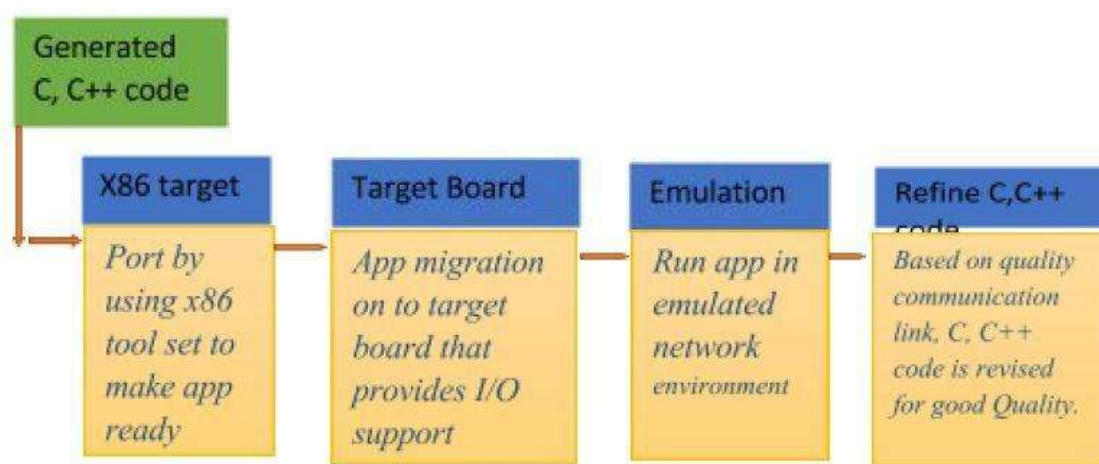 Generated
C, C++ code
X86 target
Port by
using x86
tool set to
make app
ready
Target Board
App migration
on to target
board that
provides I/O
support
Emulation
Run app in
emulated
network
environment
Refine C,C++
code
Based on quality
communication
link, C, C++
code is revised
for good Quality.